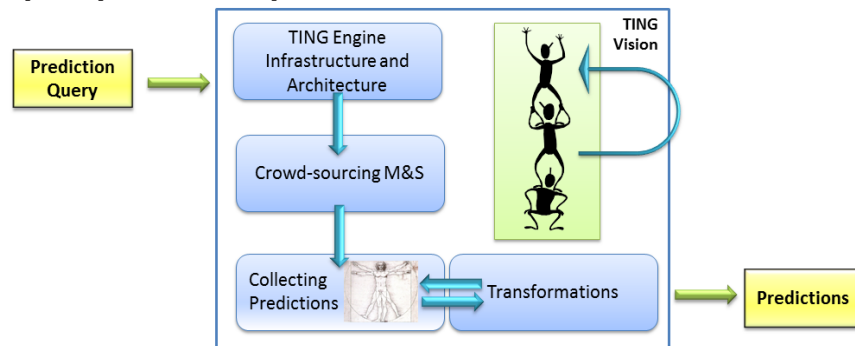 TING Engine
Infrastructure and
Architecture
TING
Vision
Prediction
Query
Crowd-sourcing M&S
Collecting
Predictions
Transformations
Predictions